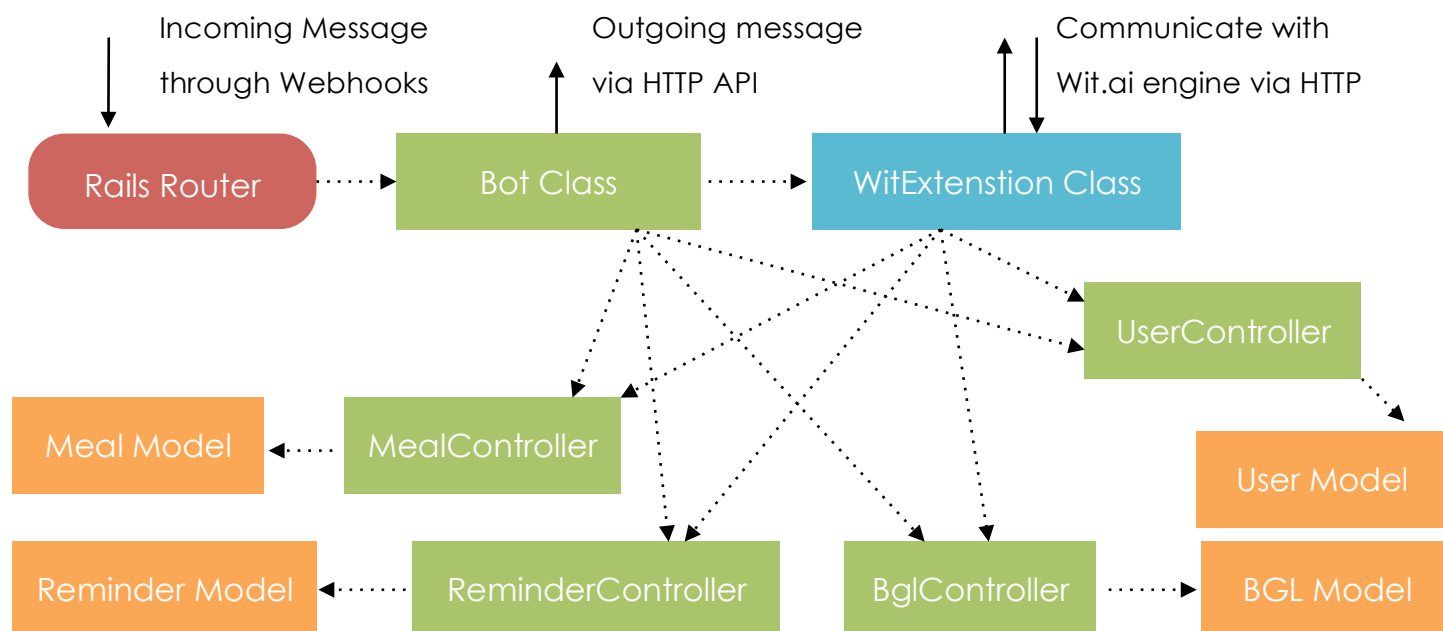 Incoming Message
through Webhooks
Outgoing message
via HTTP API
Communicate with
Wit.ai engine via HTTP
Rails Router
Bot Class
WitExtenstion Class
UserController
Meal Model
MealController
User Model
Reminder Model
ReminderController
BglController
BGL Model